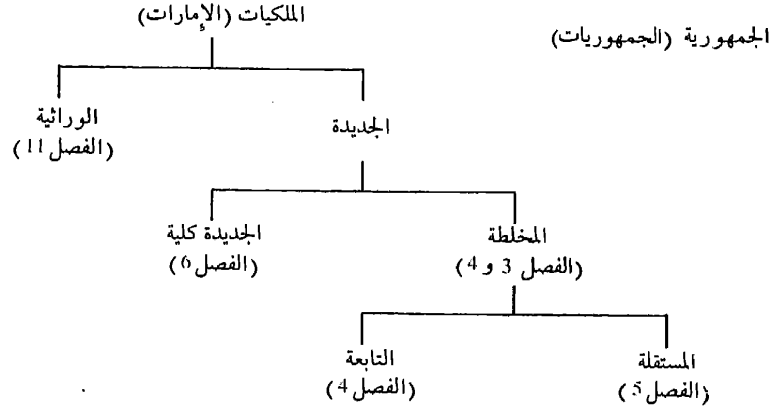 الملكيات (الإمارات)
الجمهورية (الجمهوريات)
الجديدة
الوراثية
(الفصل 11)
المخلطة
(الفصل 3 و 4)
الجديدة كلية
(الفصل 6)
المستقلة
(الفصل 5)
التابعة
(الفصل 4)